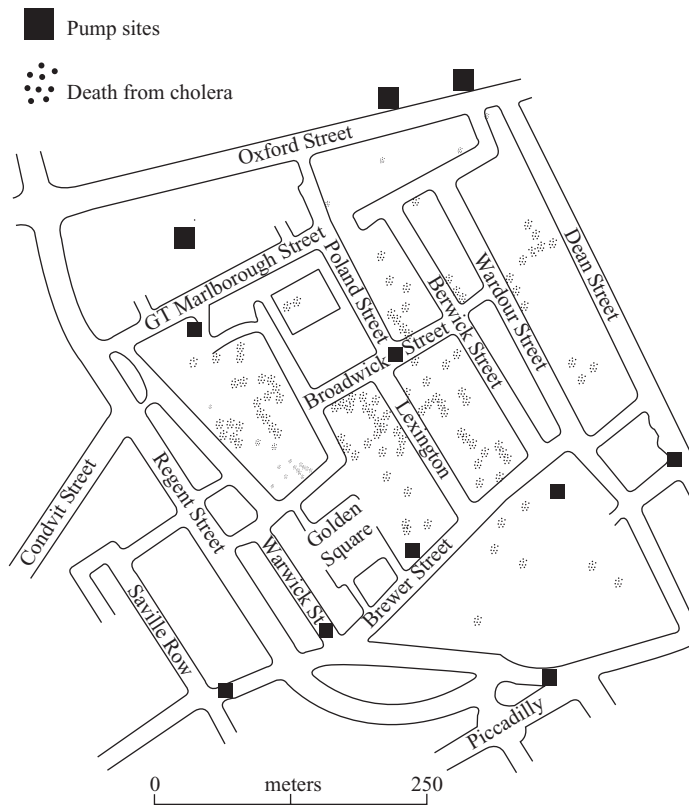 Pump sites
Death from cholera
Oxford Street
GT Marlborough Street
Poland Street
Berwick Street
Wardour Street
Dean Street
Broadwick Street
Lexington
Condvit Street
Regent Street
Golden
Square
Warwick St.
Brewer Street
Saville Row
Piccadilly
0 meters 250